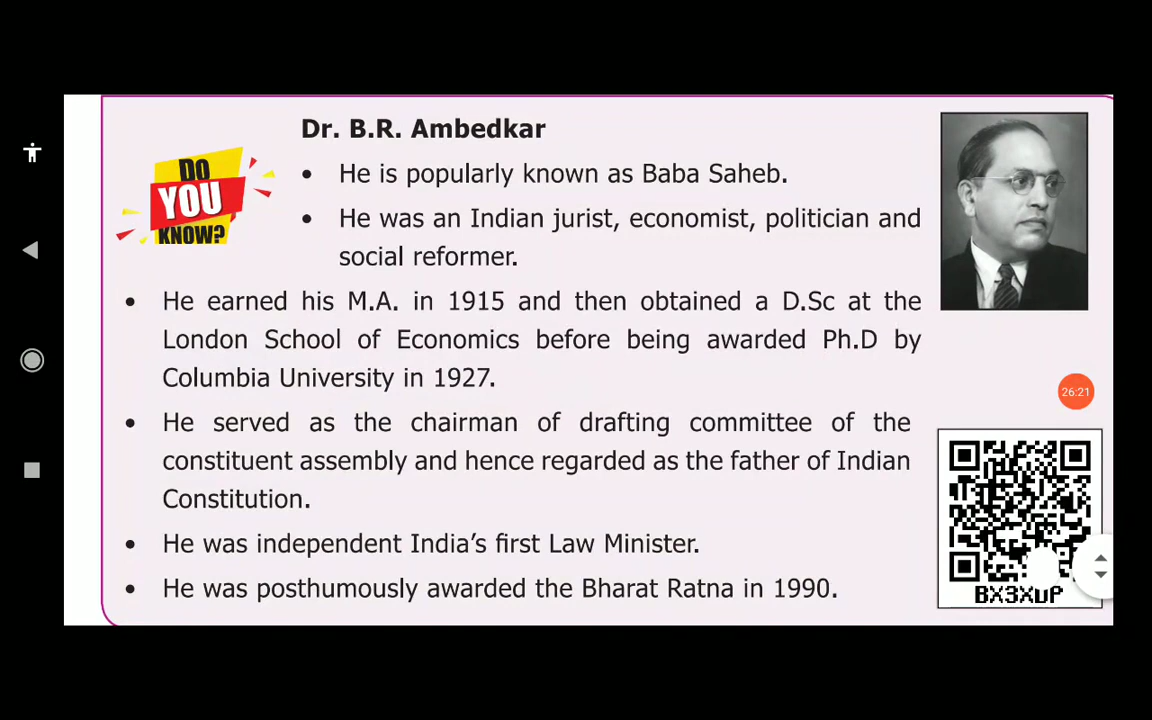 Dr. B.R. Ambedkar
DO
YOU
KNOW?
• He is popularly known as Baba Saheb.
• He was an Indian jurist, economist, politician and
social reformer.
• He earned his M.A. in 1915 and then obtained a D.Sc at the
London School of Economics before being awarded Ph.D by
Columbia University in 1927.
26:21
• He served as the chairman of drafting committee of the
constituent assembly and hence regarded as the father of Indian
Constitution.
• He was independent India’s first Law Minister.
• He was posthumously awarded the Bharat Ratna in 1990.
BX3XuP